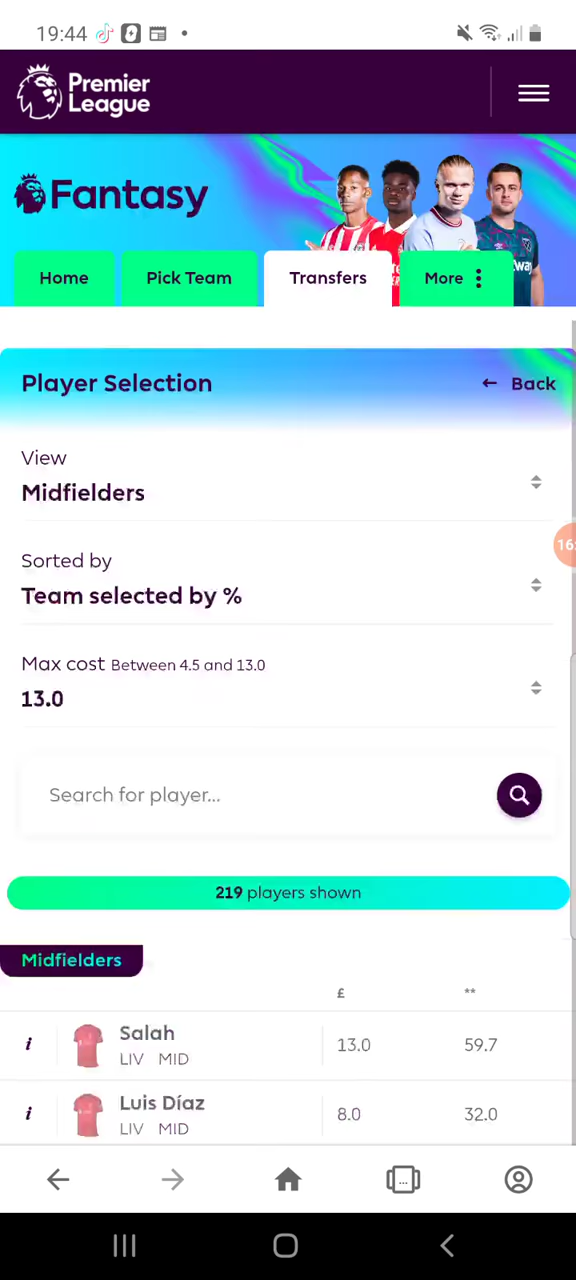 19:44
Premier
League
Fantasy
Home Pick Team Transfers More
Player Selection ← Back
View
Midfielders
Sorted by
Team selected by %
Max cost Between 4.5 and 13.0
13.0
Search for player...
219 players shown
Midfielders
£ **
i Salah 13.0 59.7
LIV MID
i Luis Díaz 8.0 32.0
LIV MID